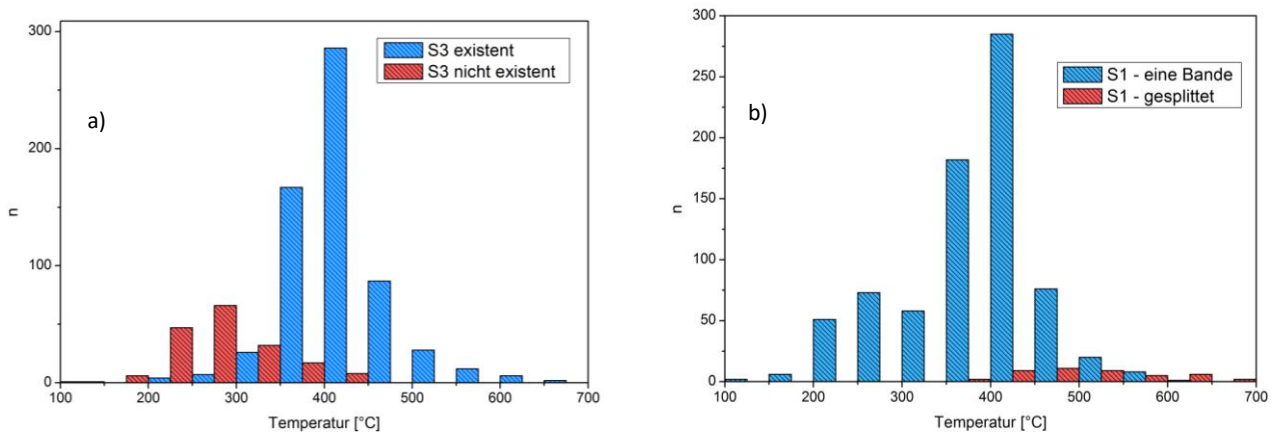 a)
S3 existent
S3 nicht existent
300
200
100
0
n
100 200 300 400 500 600 700
Temperatur [°C]
b)
S1 - eine Bande
S1 - gesplittet
300
250
200
150
100
50
0
n
100 200 300 400 500 600 700
Temperatur [°C]